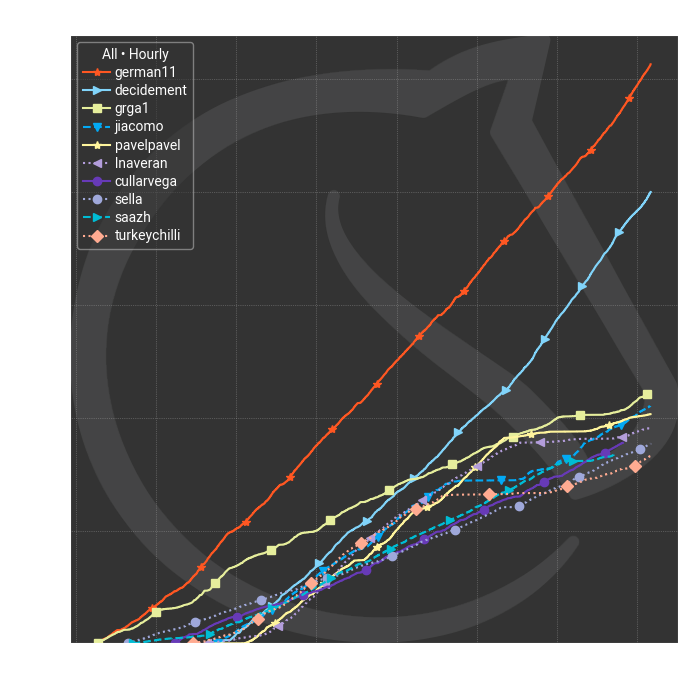 All • Hourly
german11
decidement
grga1
jiacomo
pavelpavel
lnaveran
cullarvega
sella
saazh
turkeychilli